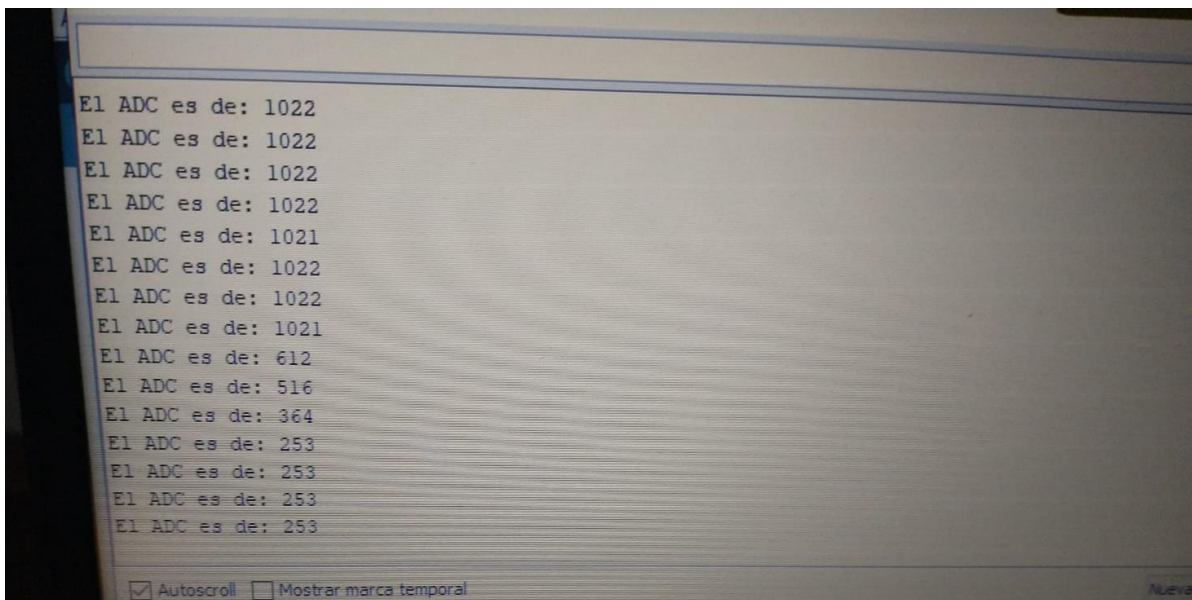 El ADC es de: 1022
El ADC es de: 1022
El ADC es de: 1022
El ADC es de: 1022
El ADC es de: 1021
El ADC es de: 1022
El ADC es de: 1022
El ADC es de: 1021
El ADC es de: 612
El ADC es de: 516
El ADC es de: 364
El ADC es de: 253
El ADC es de: 253
El ADC es de: 253
El ADC es de: 253
Autoscroll Mostrar marca temporal Nueva